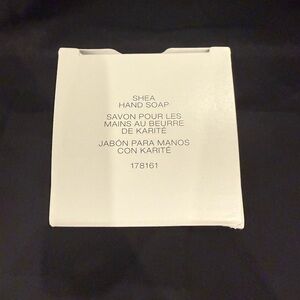 SHEA
HAND SOAP
SAVON POUR LES
MAINS AU BEURRE
DE KARITÉ
JABÓN PARA MANOS
CON KARITÉ
178161